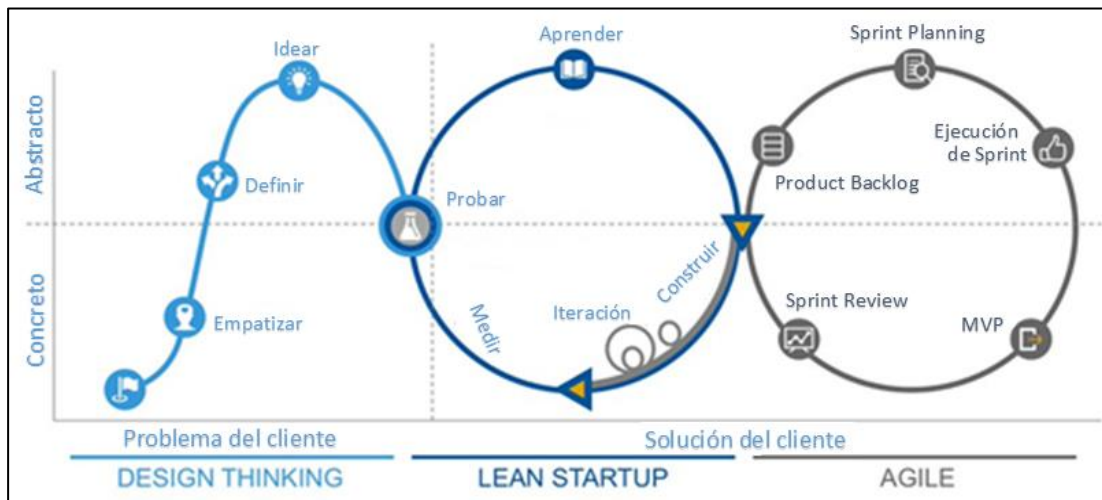 Idear
Aprender
Sprint Planning
Abstracto
Definir
Probar
Product Backlog
Ejecución
de Sprint
Concreto
Empatizar
Medir
Iteración
Construir
Sprint Review
MVP
Problema del cliente
Solución del cliente
DESIGN THINKING
LEAN STARTUP
AGILE